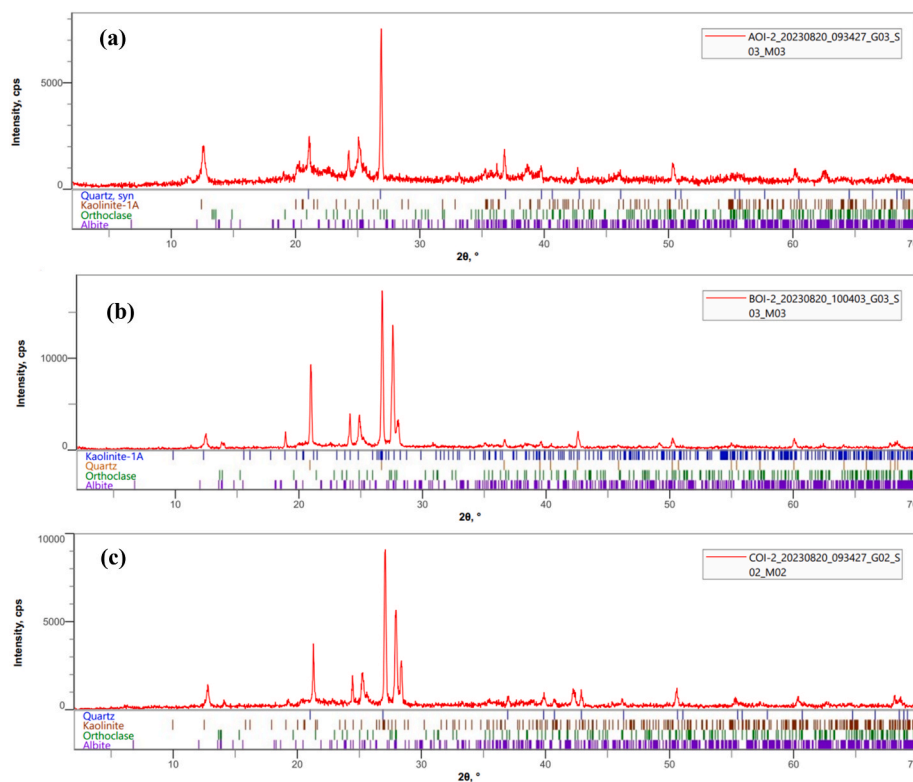 (a)
AOI-2_20230820_093427_G03_S
03_M03
Intensity, cps
5000
0
Quartz, syn
Kaolinite-1A
Orthoclase
Albite
10 20 30 40 50 60 70
2θ, °
(b)
BOI-2_20230820_100403_G03_S
03_M03
Intensity, cps
10000
0
Kaolinite-1A
Quartz
Orthoclase
Albite
10 20 30 40 50 60 70
2θ, °
(c)
COI-2_20230820_093427_G02_S
02_M02
Intensity, cps
10000
5000
0
Quartz
Kaolinite
Orthoclase
Albite
10 20 30 40 50 60 70
2θ, °